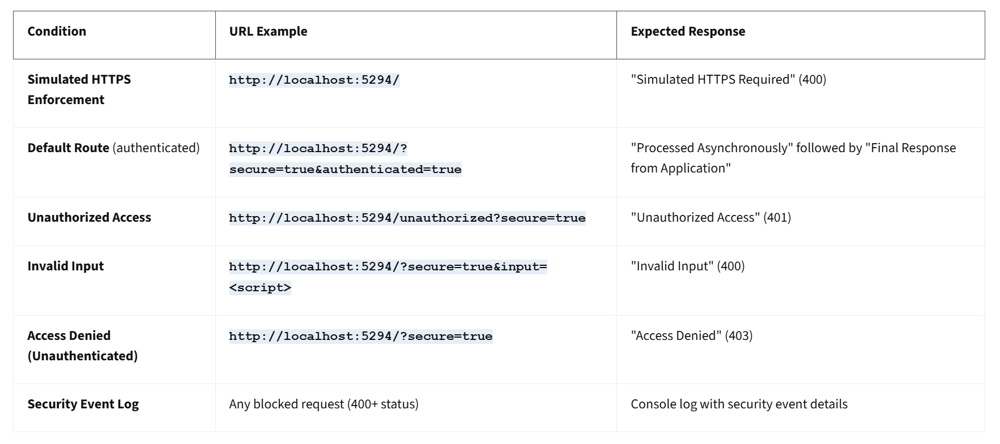 Condition
URL Example
Expected Response
Simulated HTTPS
Enforcement
http://localhost:5294/
"Simulated HTTPS Required" (400)
Default Route (authenticated)
http://localhost:5294/?
secure=true&authenticated=true
"Processed Asynchronously" followed by "Final Response
from Application"
Unauthorized Access
http://localhost:5294/unauthorized?secure=true
"Unauthorized Access" (401)
Invalid Input
http://localhost:5294/?secure=true&input=
<script>
"Invalid Input" (400)
Access Denied
(Unauthenticated)
http://localhost:5294/?secure=true
"Access Denied" (403)
Security Event Log
Any blocked request (400+ status)
Console log with security event details